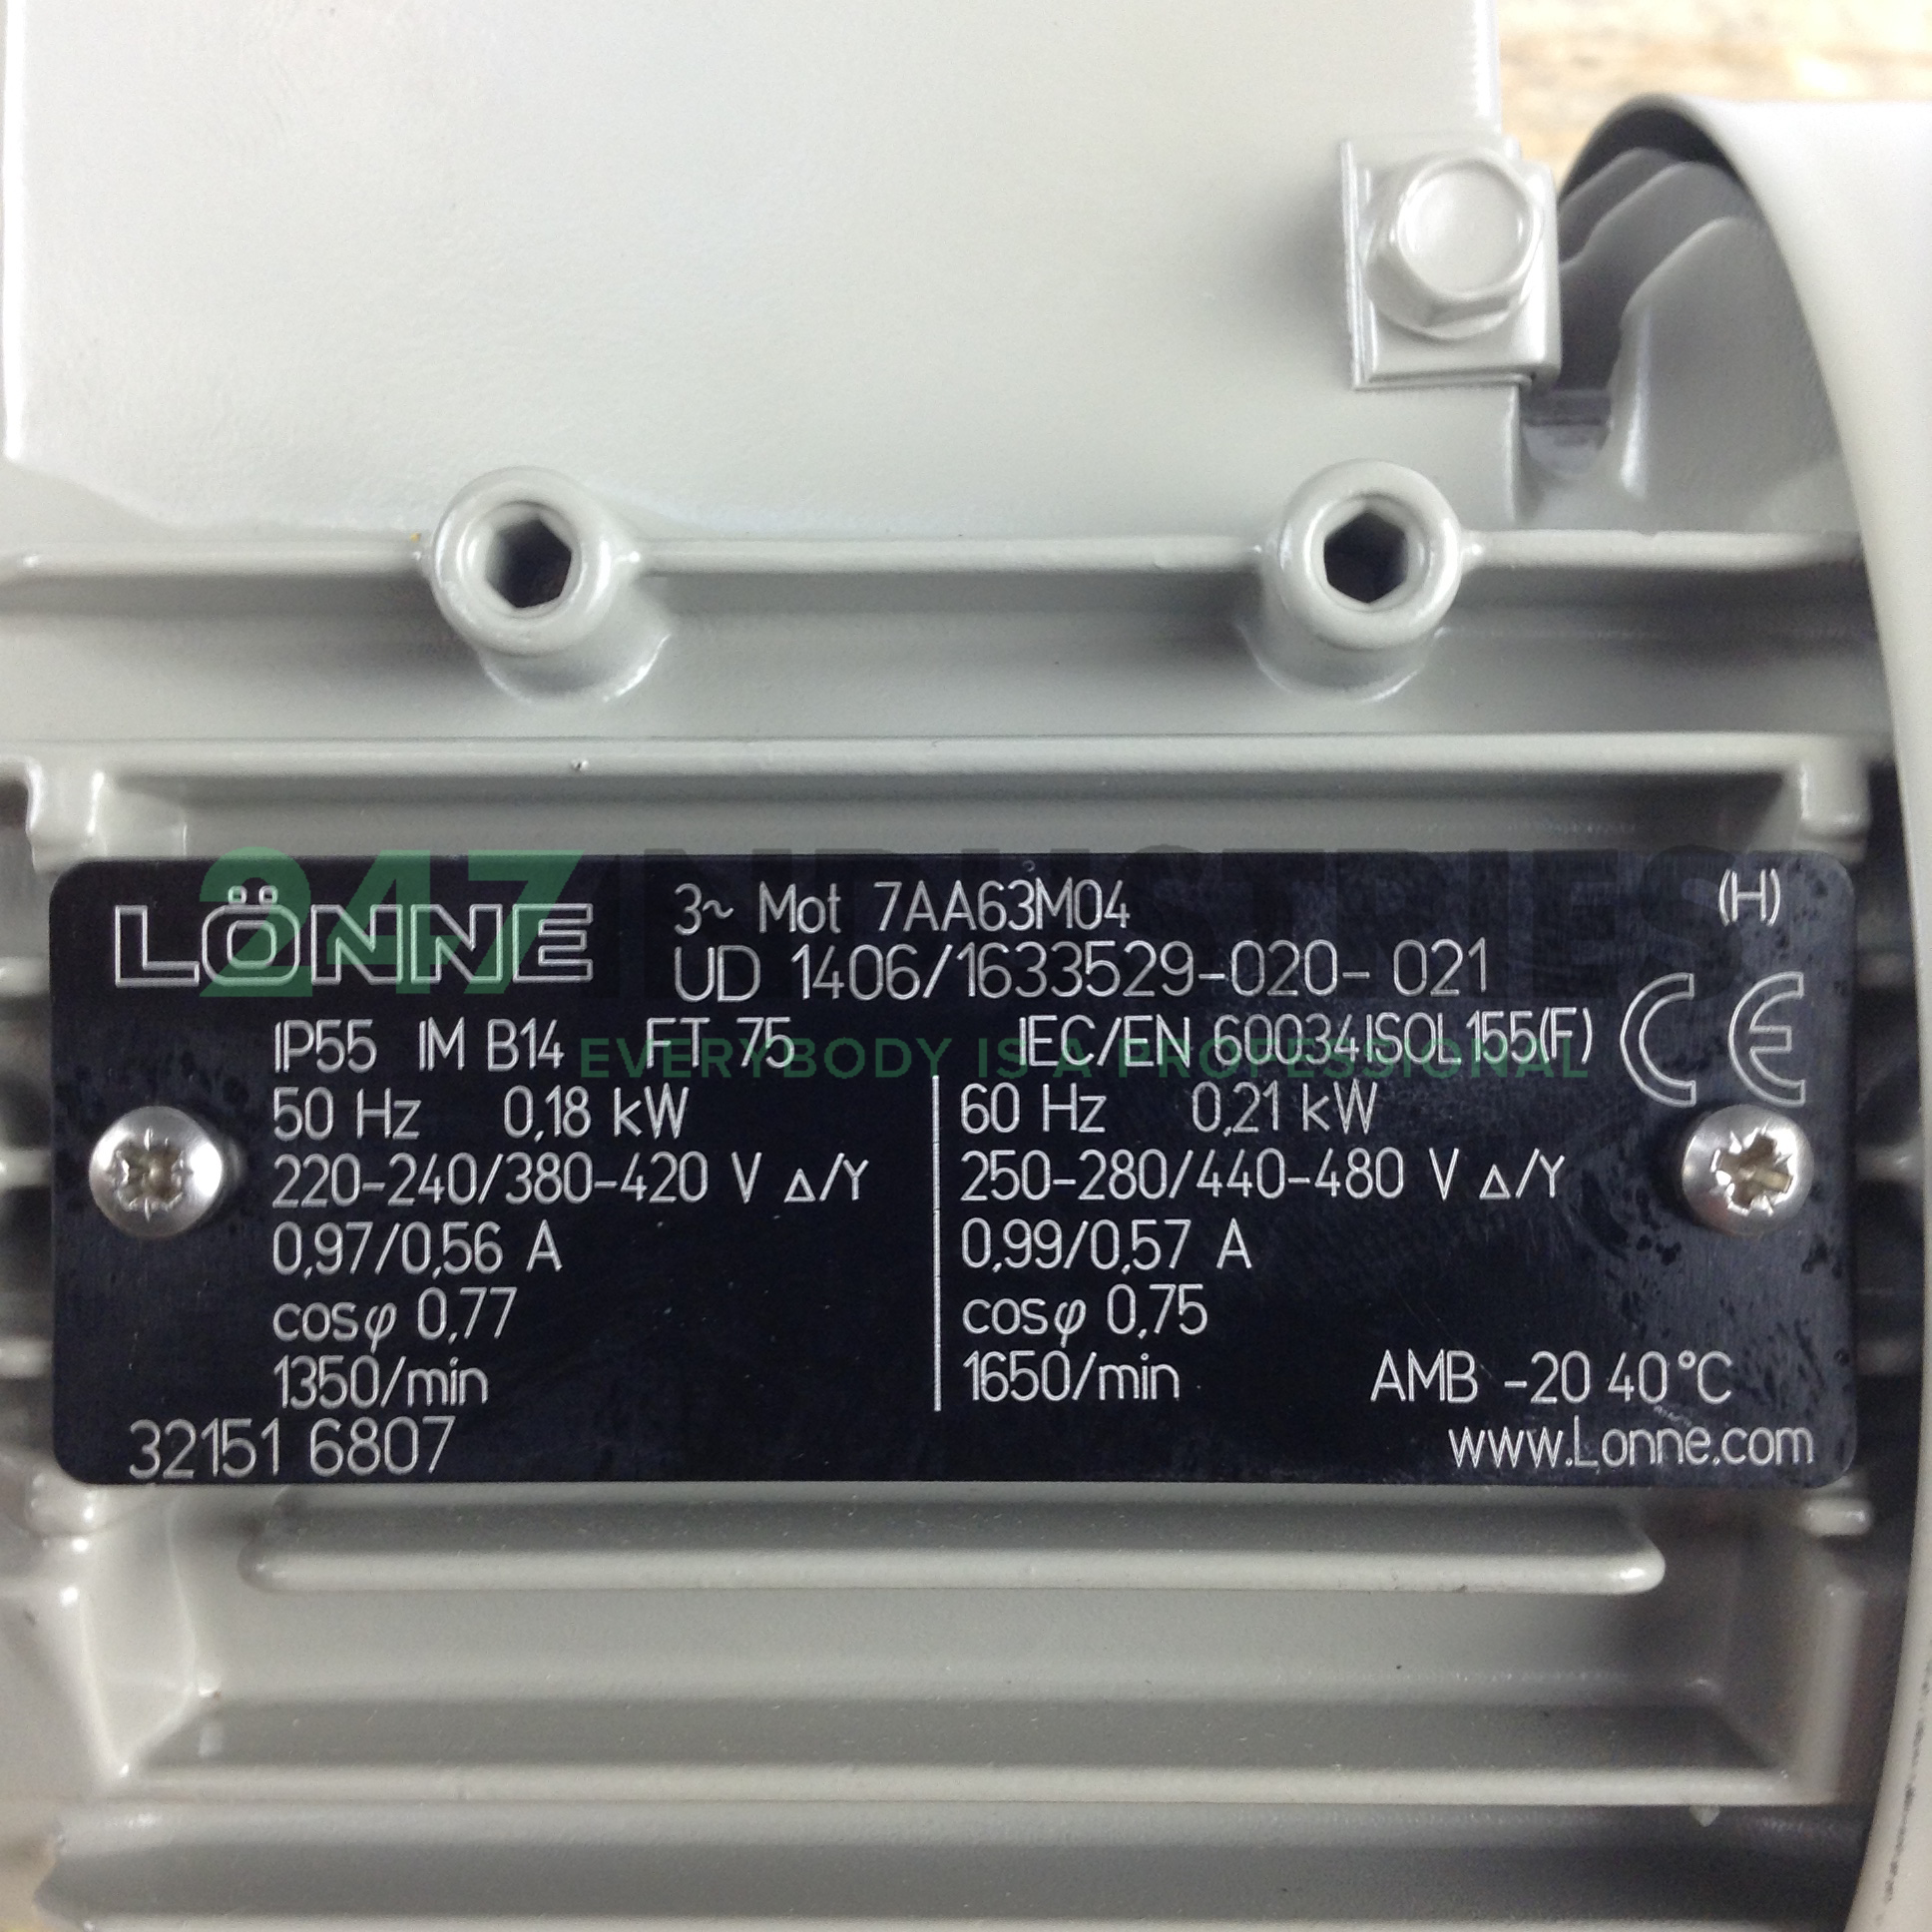 LÖNNE
3~ Mot 7AA63M04
(H)
UD 1406/1633529-020- 021
IP55 IM B14 FT 75 IEC/EN 60034 ISOL 155(F) CE
50 Hz 0,18 kW
220-240/380-420 V Δ/Y
0,97/0,56 A
cosφ 0,77
1350/min
60 Hz 0,21 kW
250-280/440-480 V Δ/Y
0,99/0,57 A
cosφ 0,75
1650/min
AMB -20 40°C
32151 6807
www.Lonne.com
247 INDUSTRIES
EVERYBODY IS A PROFESSIONAL